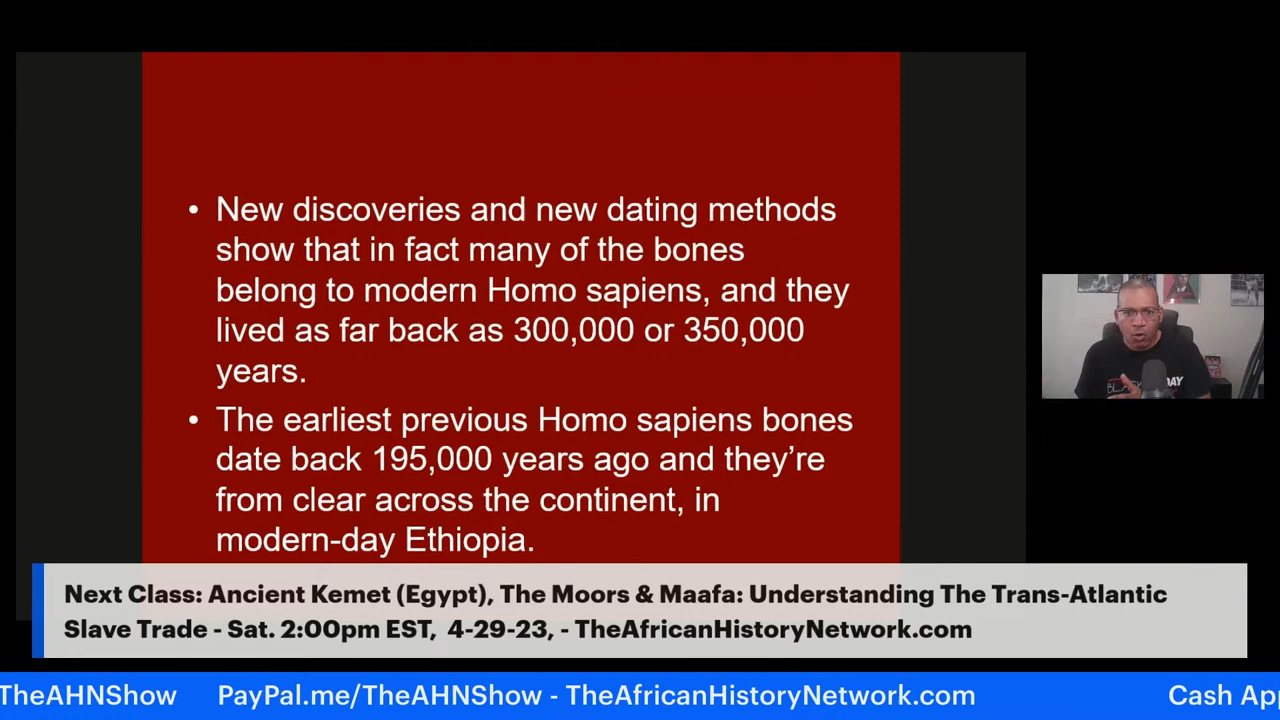 • New discoveries and new dating methods
show that in fact many of the bones
belong to modern Homo sapiens, and they
lived as far back as 300,000 or 350,000
years.
• The earliest previous Homo sapiens bones
date back 195,000 years ago and they’re
from clear across the continent, in
modern-day Ethiopia.
Next Class: Ancient Kemet (Egypt), The Moors & Maafa: Understanding The Trans-Atlantic
Slave Trade - Sat. 2:00pm EST, 4-29-23, - TheAfricanHistoryNetwork.com
TheAHNShow PayPal.me/TheAHNShow - TheAfricanHistoryNetwork.com Cash App